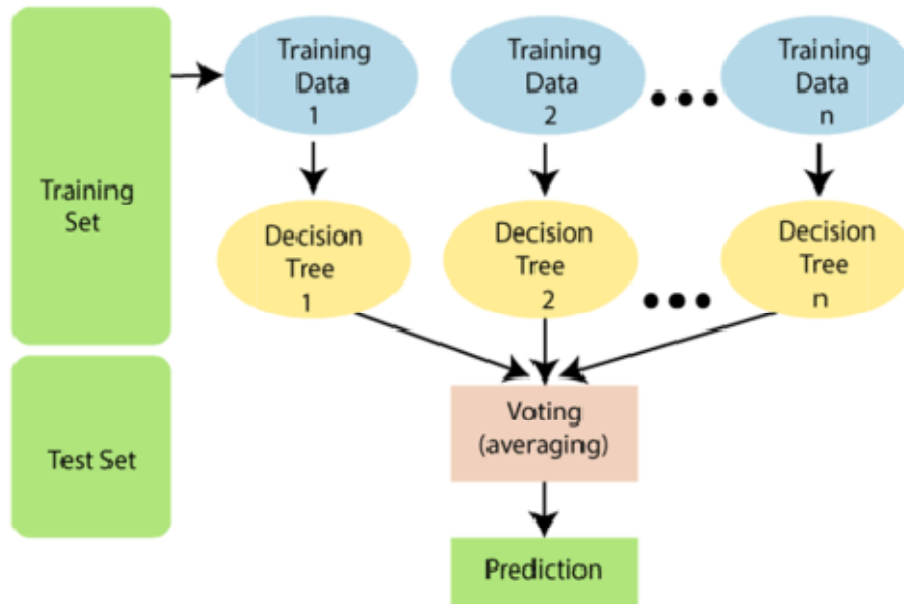 Training
Set
Test Set
Training
Data
1
Training
Data
2
Training
Data
n
Decision
Tree
1
Decision
Tree
2
Decision
Tree
n
Voting
(averaging)
Prediction